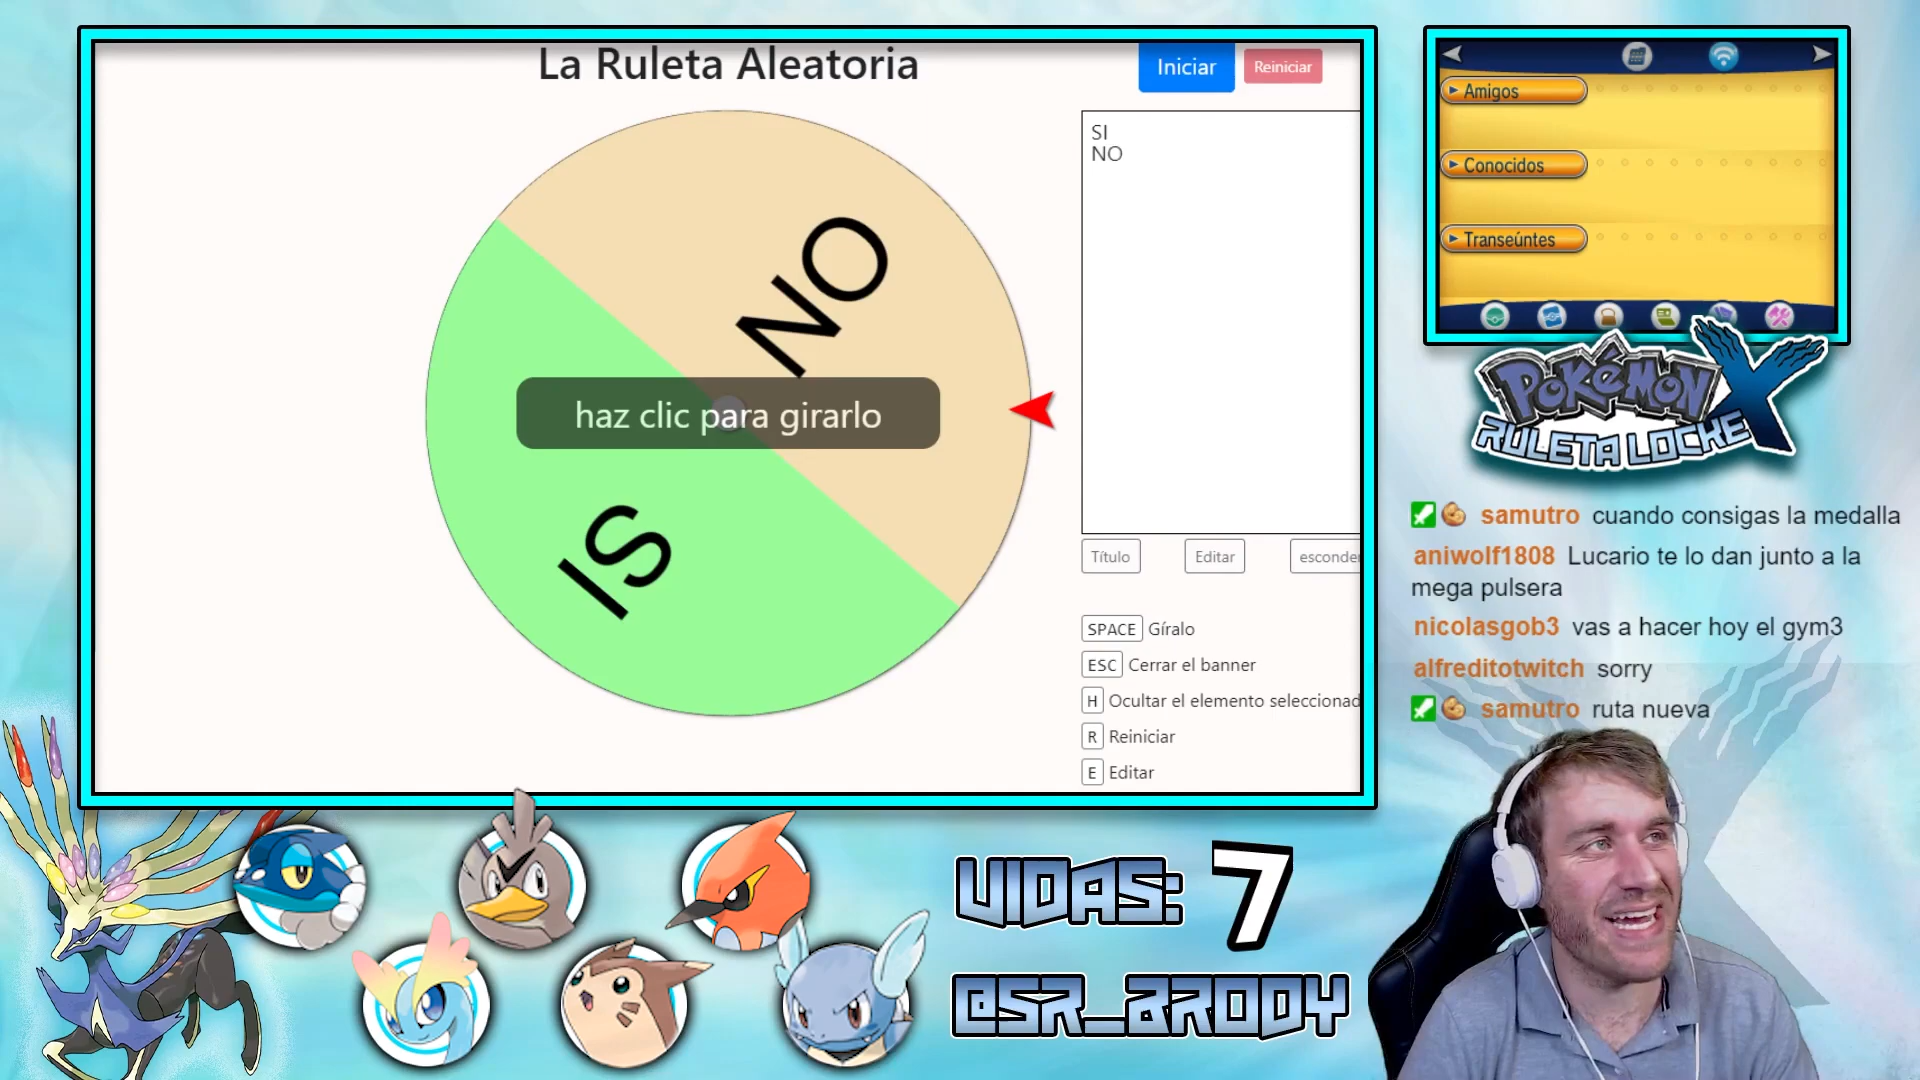 La Ruleta Aleatoria
Iniciar
Reiniciar
SI
NO
NO
haz clic para girarlo
SI
Título
Editar
esconder
SPACE Gíralo
ESC Cerrar el banner
H Ocultar el elemento seleccionad
R Reiniciar
E Editar
Amigos
Conocidos
Transeúntes
POKÉMON X
RULETA LOCKE
samutro cuando consigas la medalla
aniwolf1808 Lucario te lo dan junto a la
mega pulsera
nicolasgob3 vas a hacer hoy el gym3
alfreditotwitch sorry
samutro ruta nueva
VIDAS: 7
@SR_BRODY